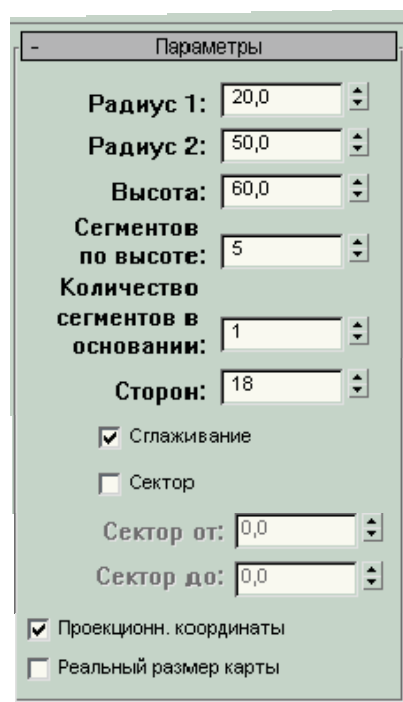 - Параметры
Радиус 1: 20,0
Радиус 2: 50,0
Высота: 60,0
Сегментов
по высоте: 5
Количество
сегментов в
основании: 1
Сторон: 18
Сглаживание
Сектор
Сектор от: 0,0
Сектор до: 0,0
Проекционн. координаты
Реальный размер карты